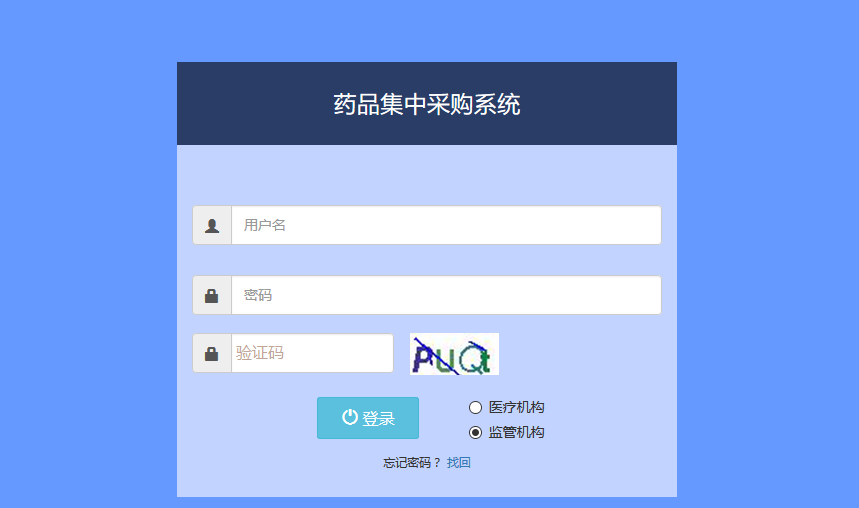 药品集中采购系统
用户名
密码
验证码
PUQt
登录
医疗机构
监管机构
忘记密码？ 找回